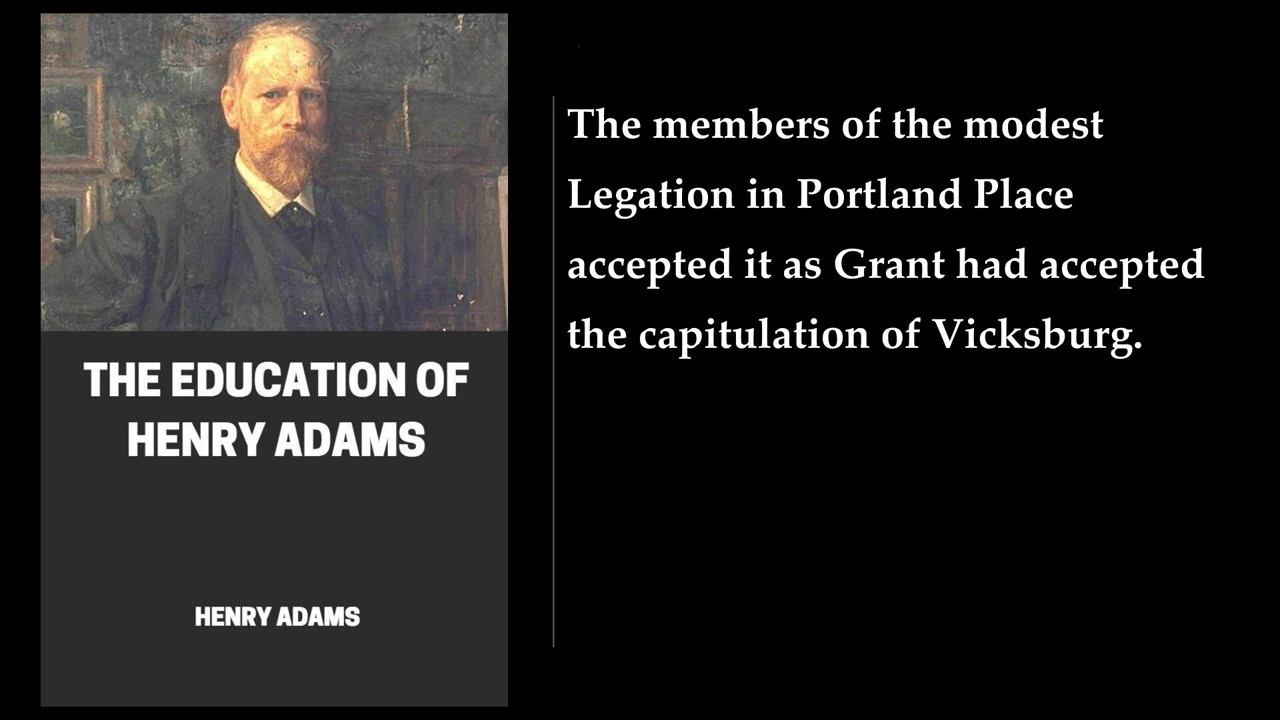 THE EDUCATION OF
HENRY ADAMS
HENRY ADAMS
The members of the modest
Legation in Portland Place
accepted it as Grant had accepted
the capitulation of Vicksburg.